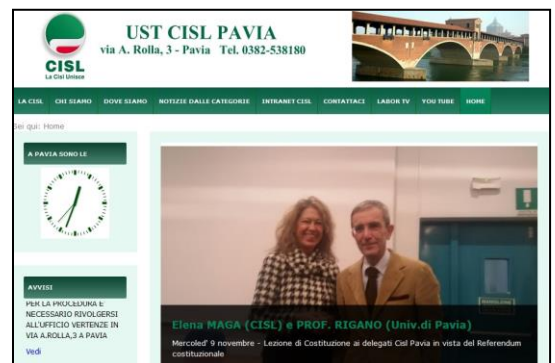 UST CISL PAVIA
via A. Rolla, 3 - Pavia Tel. 0382-538180
CISL
La Cisl Unisce
LA CISL CHI SIAMO DOVE SIAMO NOTIZIE DALLE CATEGORIE INTRANET CISL CONTATTACI LABOR TV YOU TUBE HOME
Sei qui: Home
A PAVIA SONO LE
AVVISI
PER LA PROCEDURA E'
NECESSARIO RIVOLGERSI
ALL'UFFICIO VERTENZE IN
VIA A.ROLLA,3 A PAVIA
Vedi
Elena MAGA (CISL) e PROF. RIGANO (Univ.di Pavia)
Mercoled' 9 novembre - Lezione di Costituzione ai delegati Cisl Pavia in vista del Referendum
costituzionale